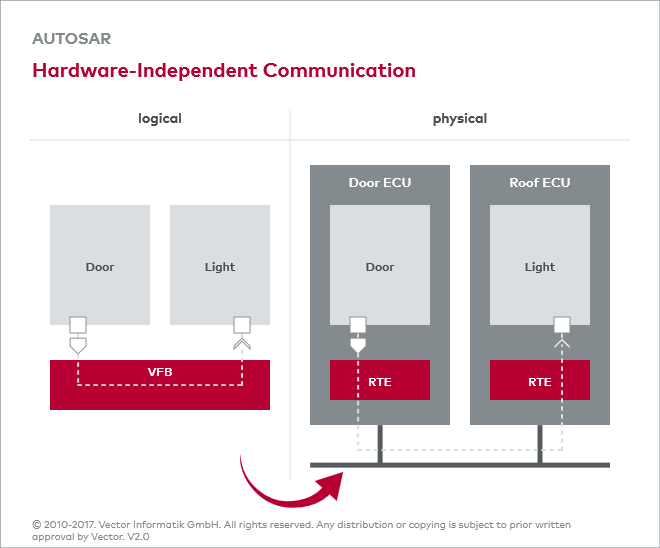 AUTOSAR
Hardware-Independent Communication
logical
physical
Door
Light
VFB
Door ECU
Roof ECU
Door
Light
RTE
RTE
© 2010-2017. Vector Informatik GmbH. All rights reserved. Any distribution or copying is subject to prior written
approval by Vector. V2.0